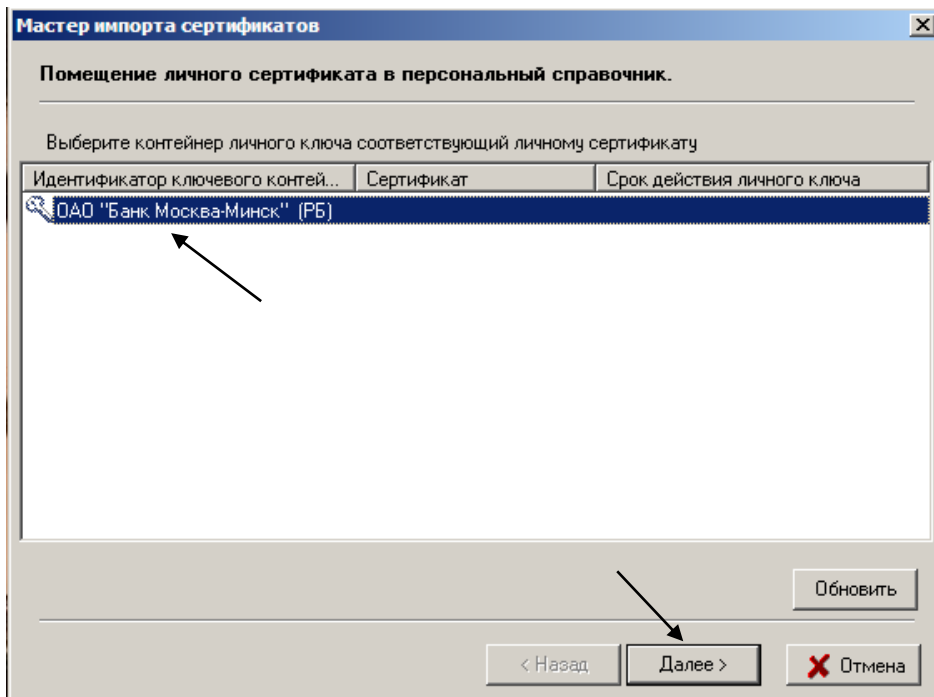 Мастер импорта сертификатов
Помещение личного сертификата в персональный справочник.
Выберите контейнер личного ключа соответствующий личному сертификату
Идентификатор ключевого контей... Сертификат Срок действия личного ключа
ОАО "Банк Москва-Минск" (РБ)
Обновить
< Назад Далее > Отмена